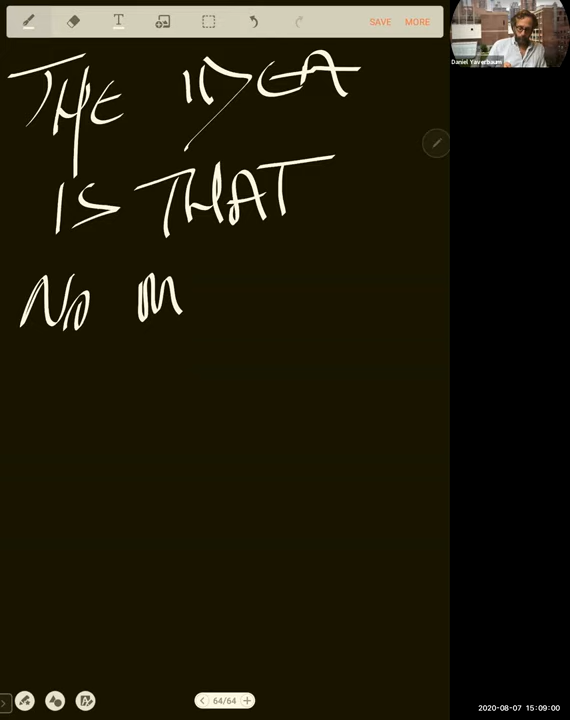 SAVE MORE
Daniel Yaverbaum
THE IDEA
IS THAT
NO M
64/64
2020-08-07 15:09:00